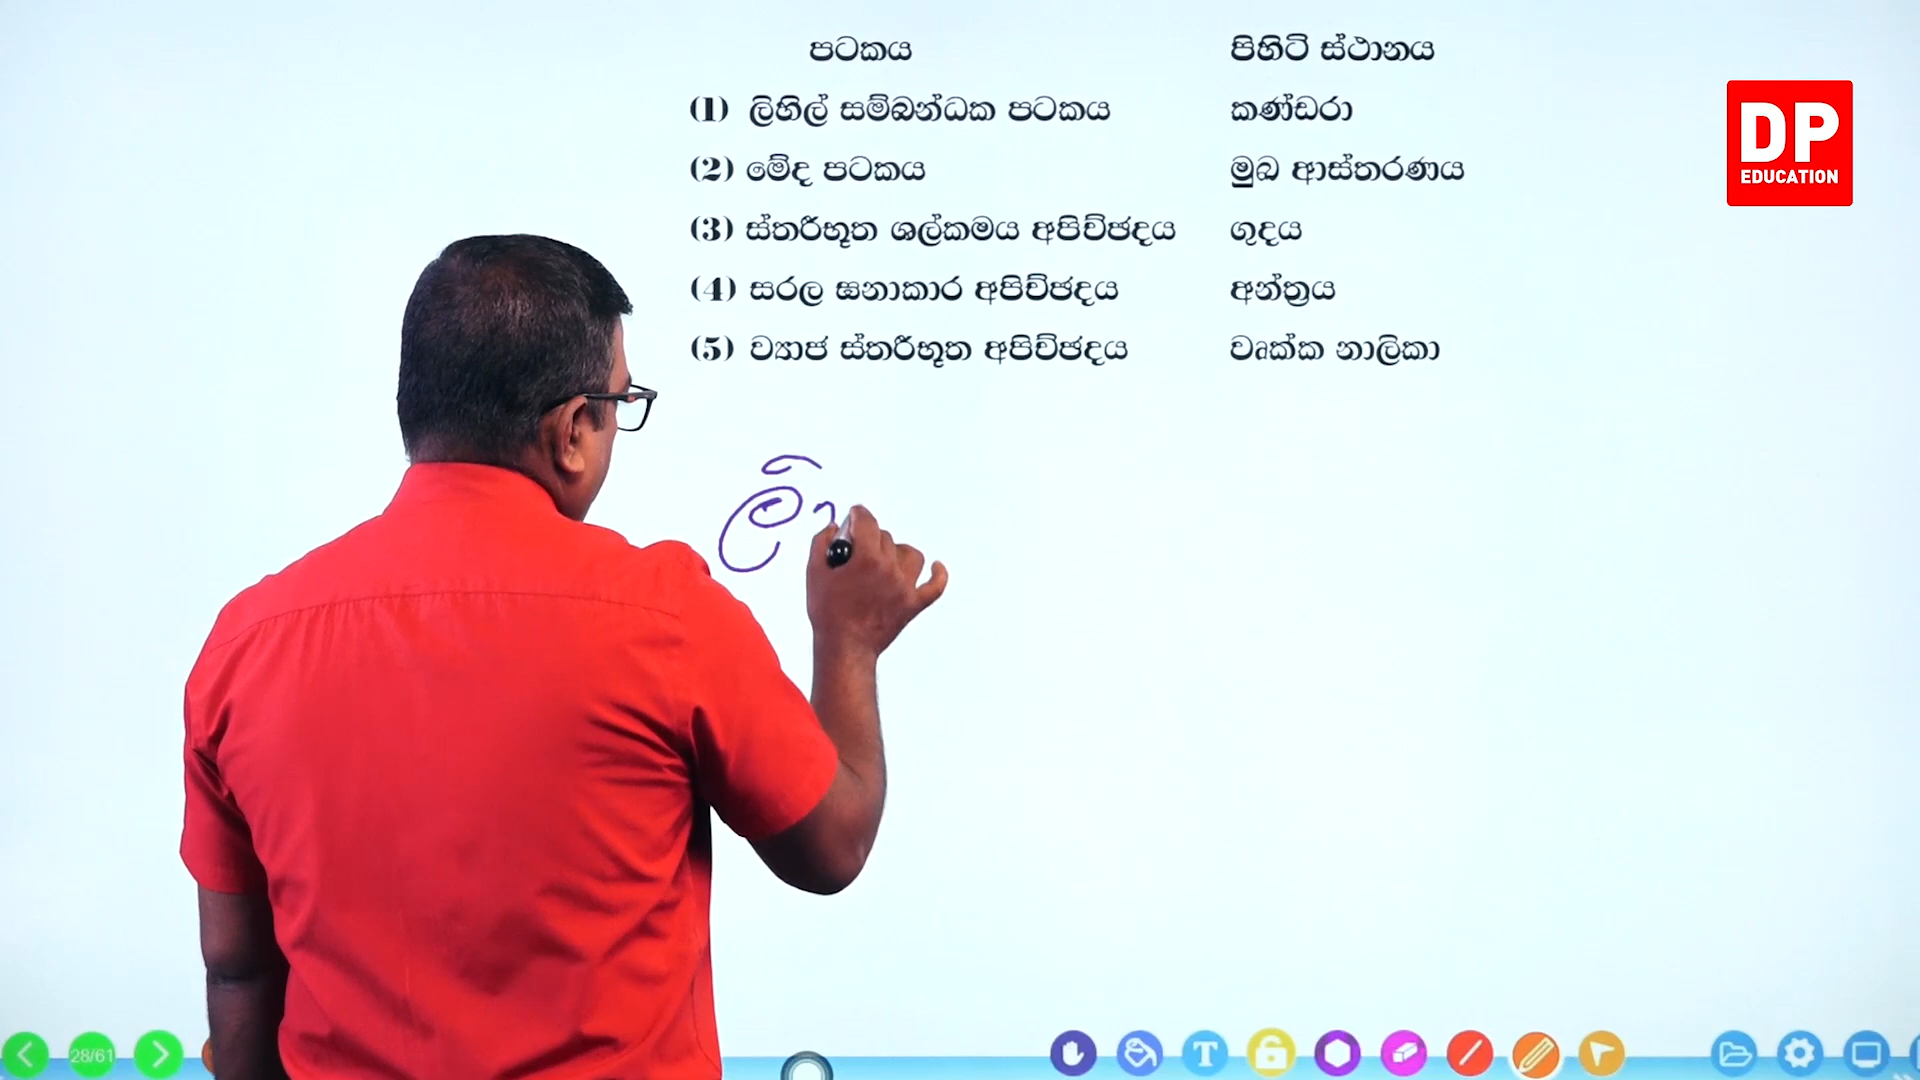 පටකය පිහිටි ස්ථානය
(1) ලිහිල් සම්බන්ධක පටකය කණ්ඩරා
(2) මේද පටකය මුඛ ආස්තරණය
(3) ස්තරීභූත ශල්කමය අපිච්ඡදය ගුදය
(4) සරල ඝනාකාර අපිච්ඡදය අන්ත්‍රය
(5) ව්‍යාජ ස්තරීභූත අපිච්ඡදය වෘක්ක නාලිකා
DP
EDUCATION
ලි
28/61
T